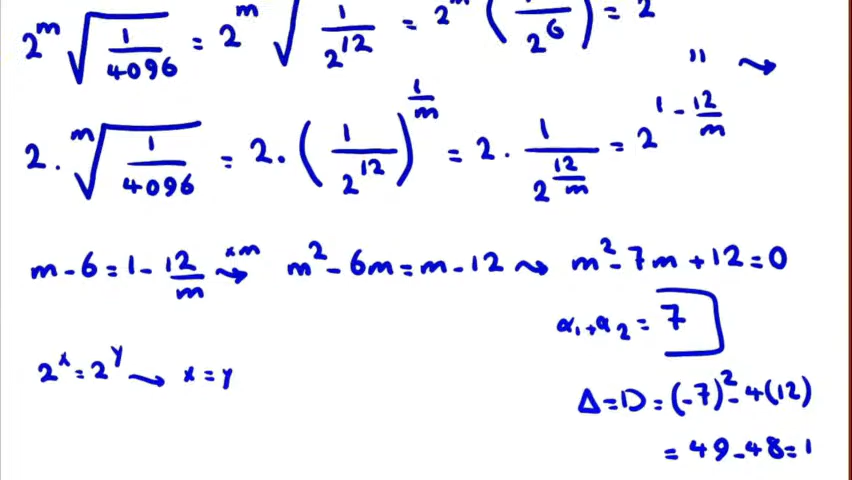 2^m √(1/4096) = 2^m √(1/2^12) = 2^m (1/2^6) = 2
"
2 · ^m√(1/4096) = 2 · (1/2^12)^(1/m) = 2 · 1/2^(12/m) = 2^(1 - 12/m)
m - 6 = 1 - 12/m ⤳ ×m m² - 6m = m - 12 ⤳ m² - 7m + 12 = 0
α₁ + α₂ = 7
2^x = 2^y ⤳ x = y
Δ = D = (-7)² - 4(12)
= 49 - 48 = 1